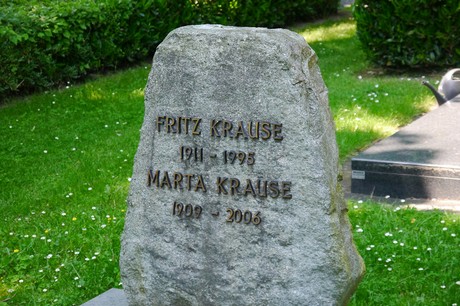 FRITZ KRAUSE
1911 - 1995
MARTA KRAUSE
1909 - 2006